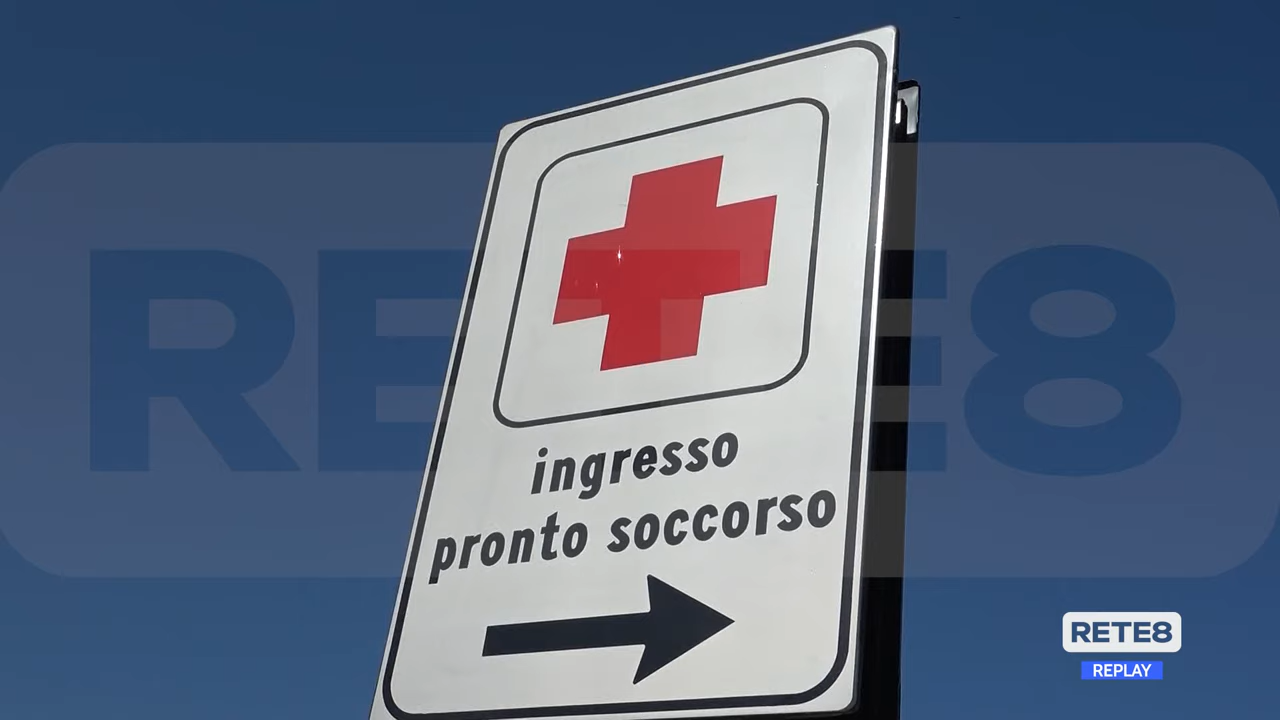 RETE8
ingresso
pronto soccorso
RETE8
REPLAY